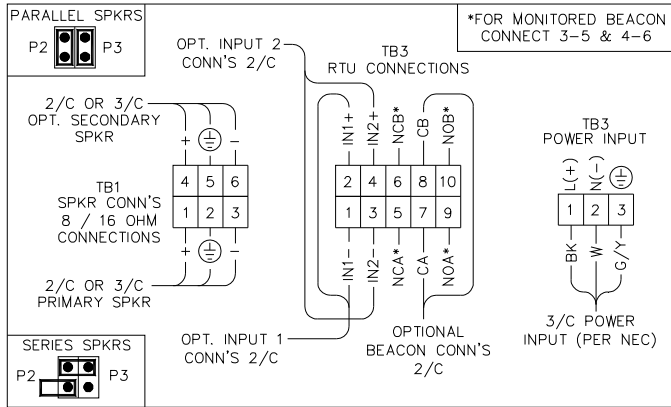 PARALLEL SPKRS
P2 P3
*FOR MONITORED BEACON
CONNECT 3-5 & 4-6
OPT. INPUT 2
CONN'S 2/C
TB3
RTU CONNECTIONS
2/C OR 3/C
OPT. SECONDARY
SPKR
+ -
4 5 6
1 2 3
+ -
TB1
SPKR CONN'S
8 / 16 OHM
CONNECTIONS
2/C OR 3/C
PRIMARY SPKR
IN1+ IN2+ NCB* CB NOB*
2 4 6 8 10
1 3 5 7 9
IN1- IN2- NCA* CA NOA*
OPT. INPUT 1
CONN'S 2/C
OPTIONAL
BEACON CONN'S
2/C
TB3
POWER INPUT
L(+) N(-)
1 2 3
BK W G/Y
3/C POWER
INPUT (PER NEC)
SERIES SPKRS
P2 P3